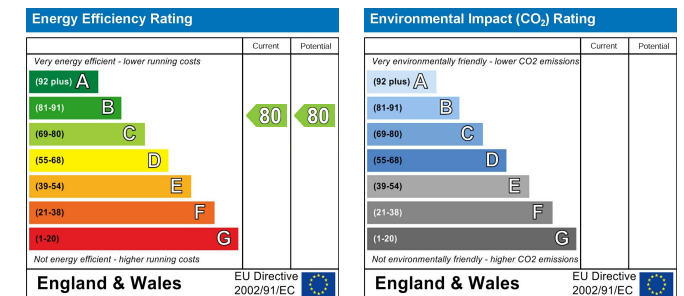 Energy Efficiency Rating
Current Potential
Very energy efficient - lower running costs
(92 plus) A
(81-91) B
80 80
(69-80) C
(55-68) D
(39-54) E
(21-38) F
(1-20) G
Not energy efficient - higher running costs
England & Wales
EU Directive
2002/91/EC
Environmental Impact (CO2) Rating
Current Potential
Very environmentally friendly - lower CO2 emissions
(92 plus) A
(81-91) B
(69-80) C
(55-68) D
(39-54) E
(21-38) F
(1-20) G
Not environmentally friendly - higher CO2 emissions
England & Wales
EU Directive
2002/91/EC